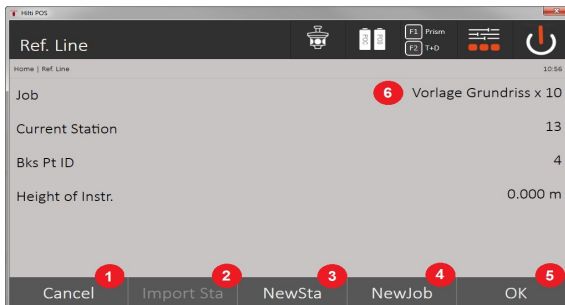 Hilti POS
Ref. Line
POC
POS
F1 Prism
F2 T+D
Home | Ref. Line 10:56
Job 6 Vorlage Grundriss x 10
Current Station 13
Bks Pt ID 4
Height of Instr. 0.000 m
1 2 3 4 5
Cancel Import Sta NewSta NewJob OK